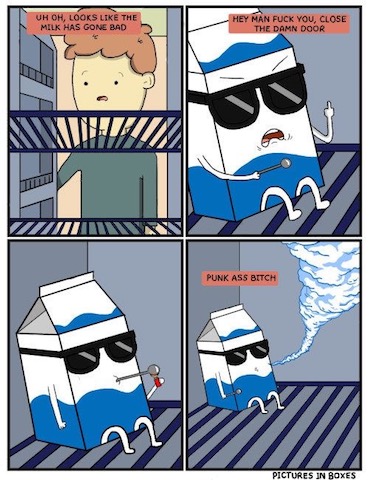 UH OH, LOOKS LIKE THE
MILK HAS GONE BAD
HEY MAN FUCK YOU, CLOSE
THE DAMN DOOR
PUNK ASS BITCH
PICTURES IN BOXES